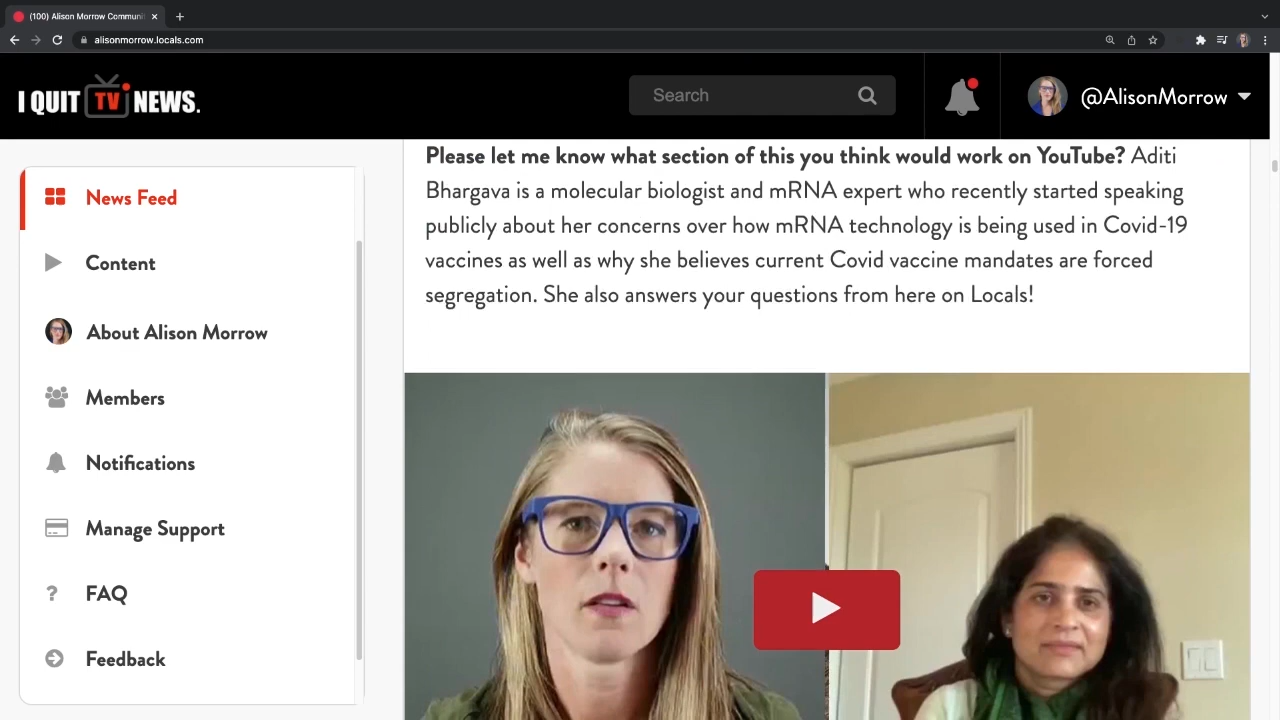 (100) Alison Morrow Communi
alisonmorrow.locals.com
I QUIT TV NEWS.
Search
@AlisonMorrow
News Feed
Content
About Alison Morrow
Members
Notifications
Manage Support
? FAQ
Feedback
Please let me know what section of this you think would work on YouTube? Aditi
Bhargava is a molecular biologist and mRNA expert who recently started speaking
publicly about her concerns over how mRNA technology is being used in Covid-19
vaccines as well as why she believes current Covid vaccine mandates are forced
segregation. She also answers your questions from here on Locals!